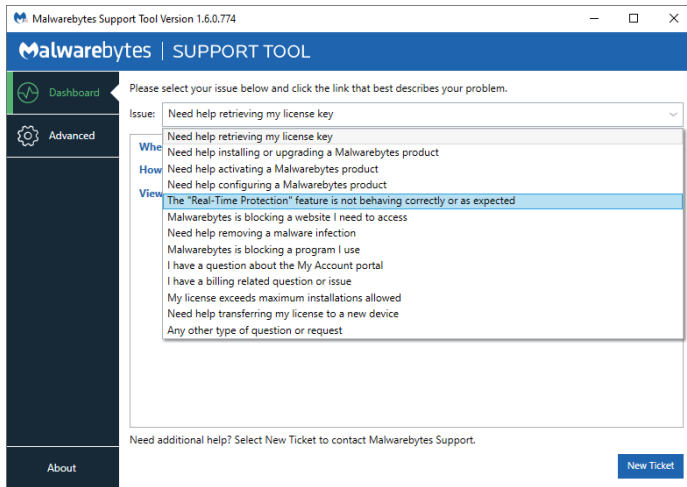 Malwarebytes Support Tool Version 1.6.0.774
Malwarebytes | SUPPORT TOOL
Dashboard
Advanced
About
Please select your issue below and click the link that best describes your problem.
Issue: Need help retrieving my license key
Need help retrieving my license key
Need help installing or upgrading a Malwarebytes product
Whe
Need help activating a Malwarebytes product
How
Need help configuring a Malwarebytes product
View
The "Real-Time Protection" feature is not behaving correctly or as expected
Malwarebytes is blocking a website I need to access
Need help removing a malware infection
Malwarebytes is blocking a program I use
I have a question about the My Account portal
I have a billing related question or issue
My license exceeds maximum installations allowed
Need help transferring my license to a new device
Any other type of question or request
Need additional help? Select New Ticket to contact Malwarebytes Support.
New Ticket